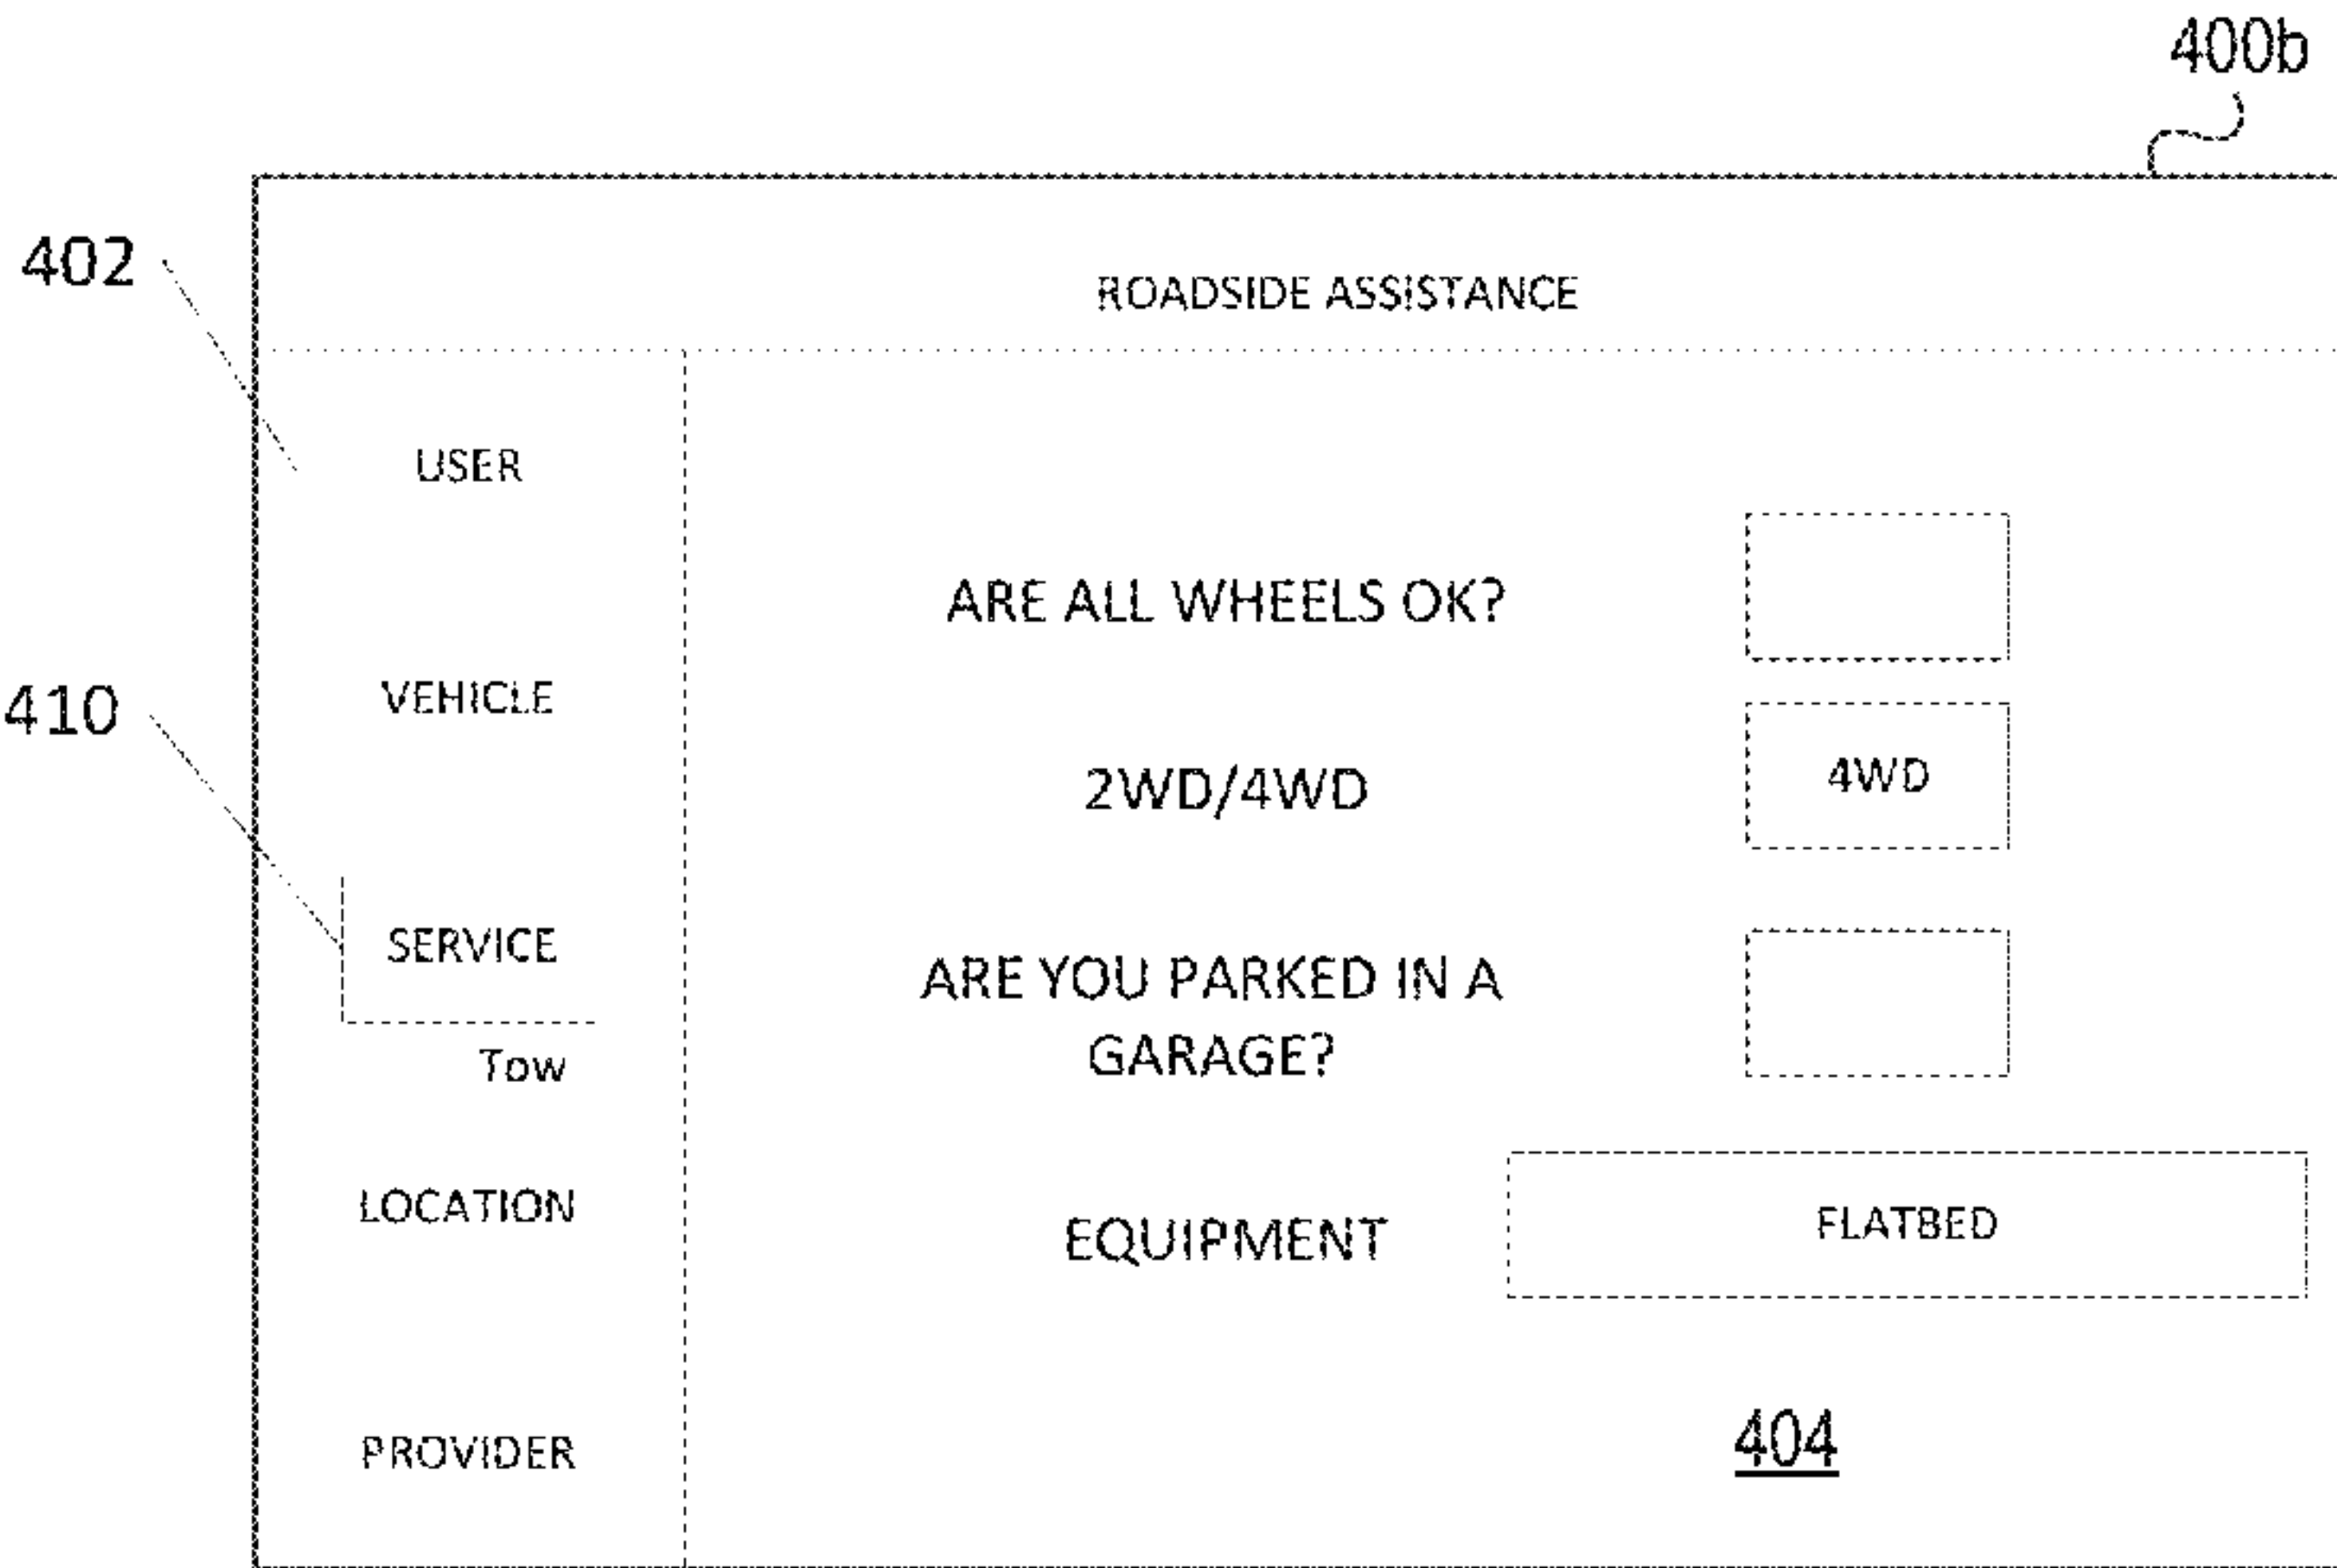 400b
402
ROADSIDE ASSISTANCE
USER
ARE ALL WHEELS OK?
410
VEHICLE
2WD/4WD
4WD
SERVICE
ARE YOU PARKED IN A
GARAGE?
Tow
LOCATION
EQUIPMENT
FLATBED
PROVIDER
404